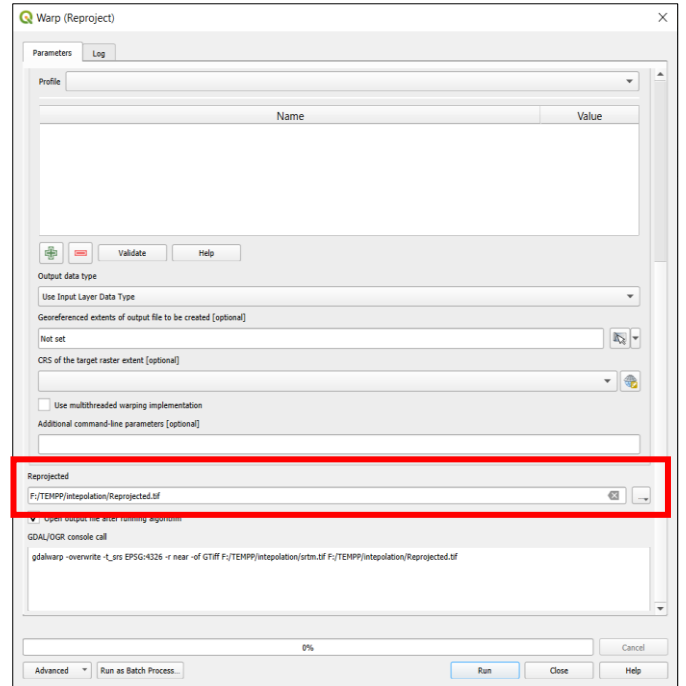 Warp (Reproject)
Parameters Log
Profile
Name Value
Validate Help
Output data type
Use Input Layer Data Type
Georeferenced extents of output file to be created [optional]
Not set
CRS of the target raster extent [optional]
Use multithreaded warping implementation
Additional command-line parameters [optional]
Reprojected
F:/TEMPP/intepolation/Reprojected.tif
...
Open output file after running algorithm
GDAL/OGR console call
gdalwarp -overwrite -t_srs EPSG:4326 -r near -of GTiff F:/TEMPP/intepolation/srtm.tif F:/TEMPP/intepolation/Reprojected.tif
0% Cancel
Advanced Run as Batch Process... Run Close Help